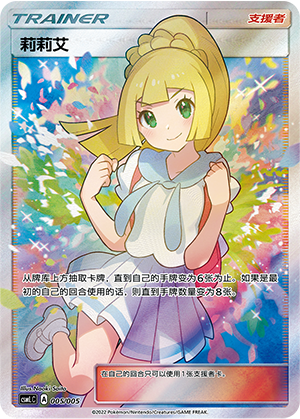 TRAINER 支援者
莉莉艾
从牌库上方抽取卡牌，直到自己的手牌变为6张为止。如果是最
初的自己的回合使用的话，则直到手牌数量变为8张。
在自己的回合只可以使用1张支援者卡。
Illus. Naoki Saito
CSMLC A 005/005
©2022 Pokémon/Nintendo/Creatures/GAME FREAK.